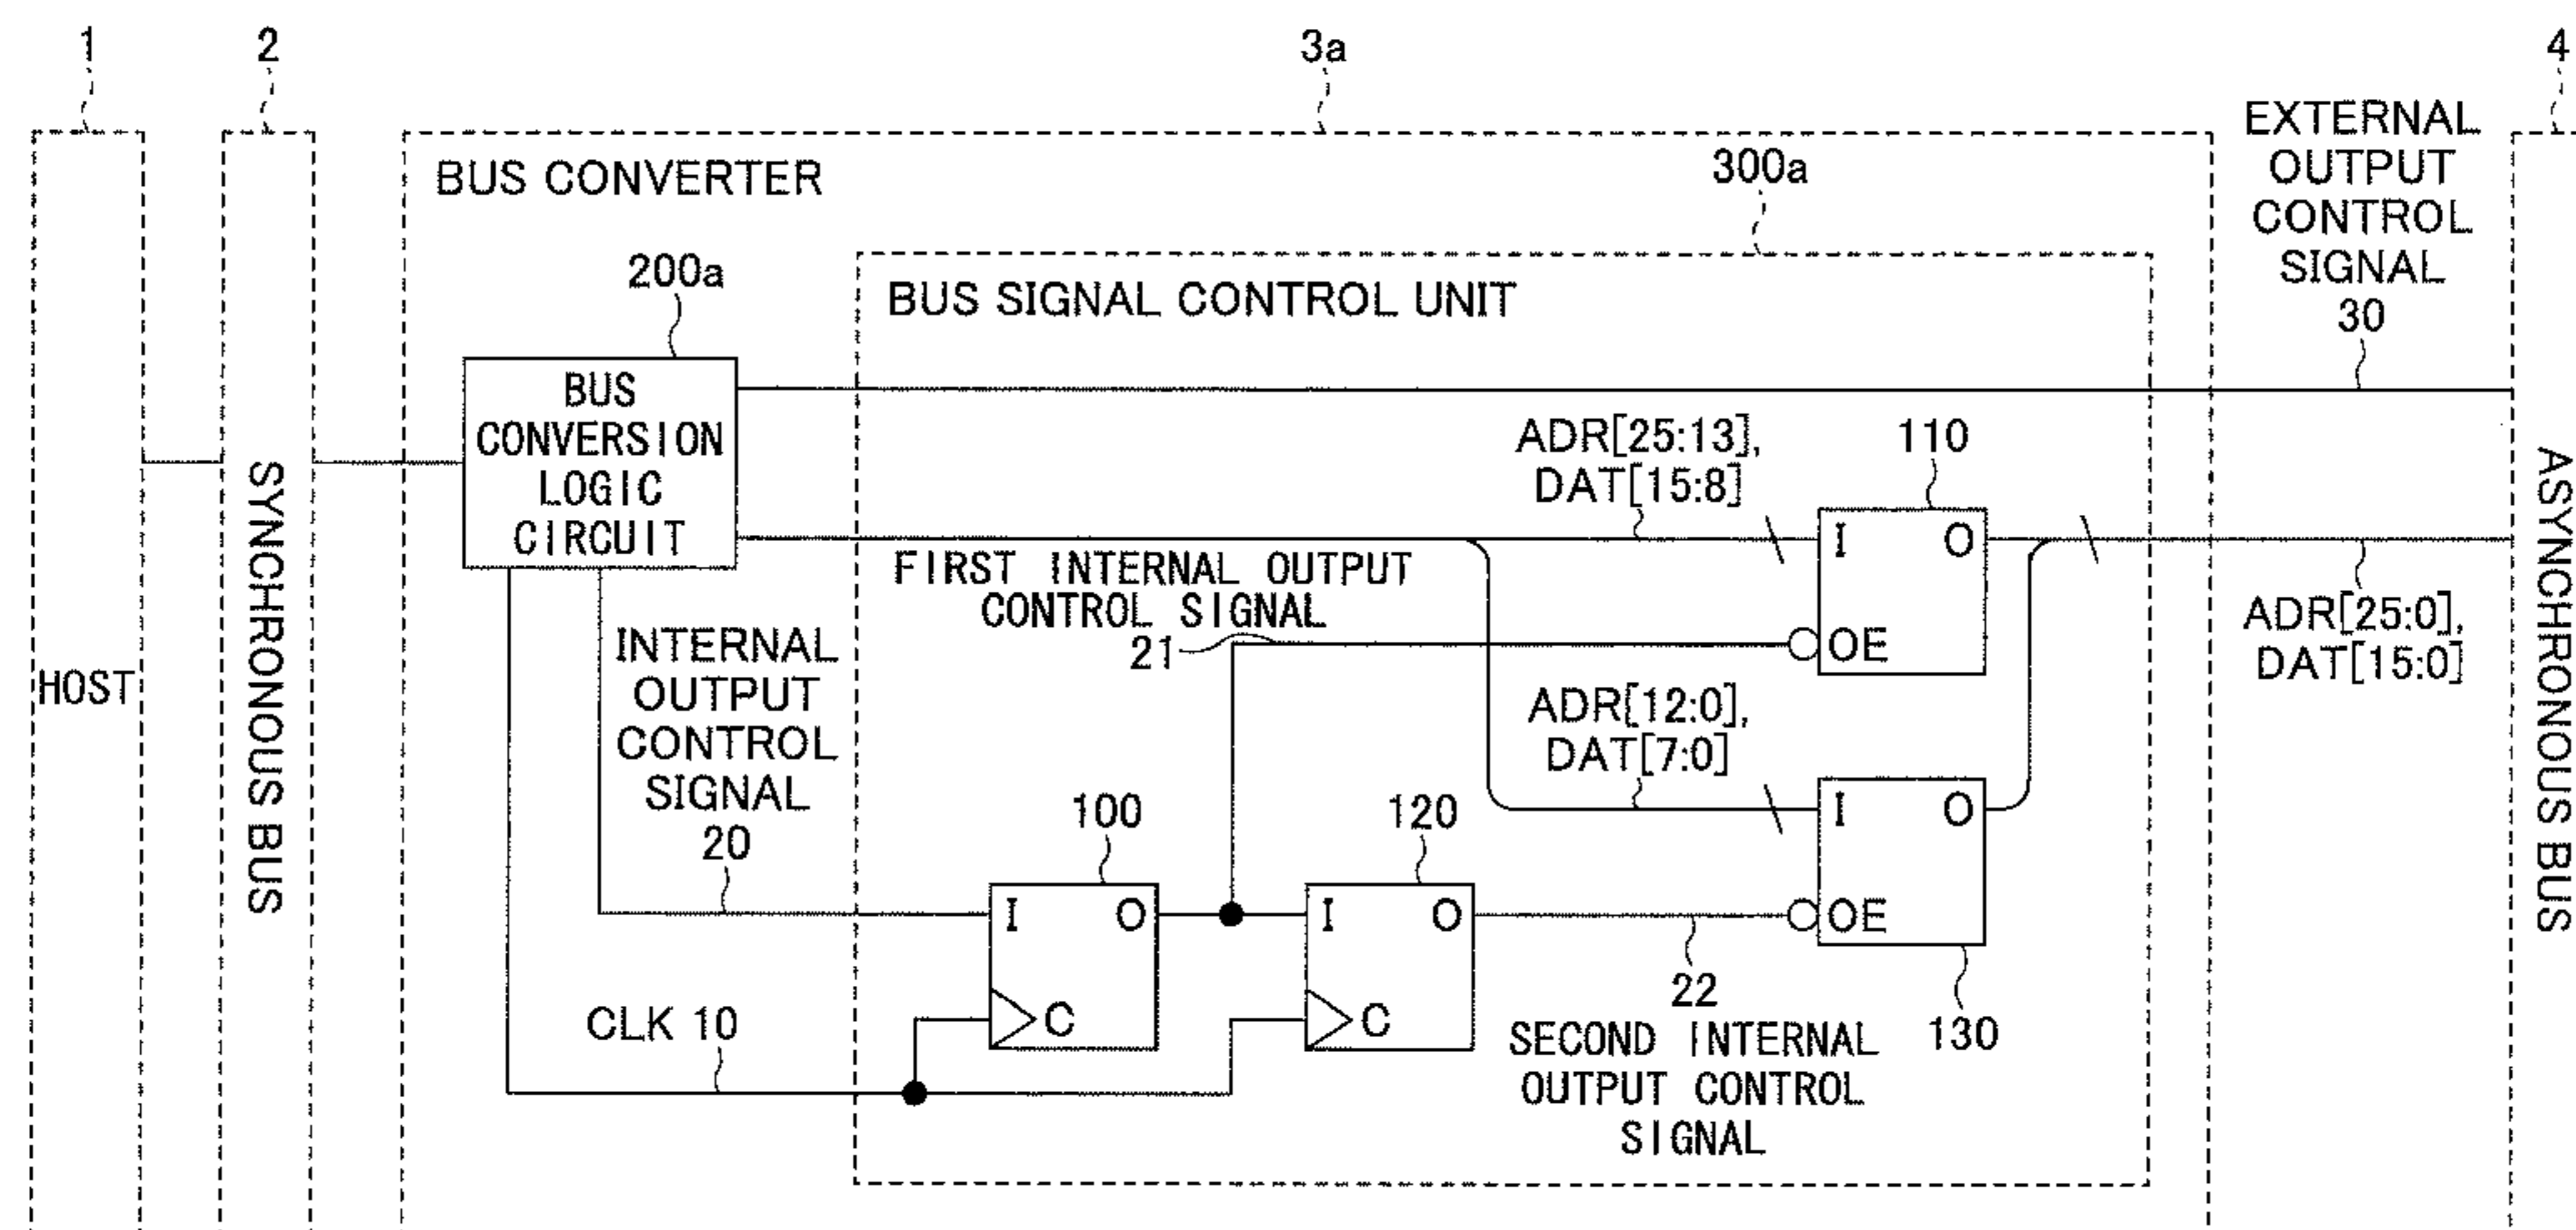 1
2
3a
4
BUS CONVERTER
300a
EXTERNAL
OUTPUT
CONTROL
SIGNAL
30
200a
BUS SIGNAL CONTROL UNIT
BUS
CONVERSION
LOGIC
CIRCUIT
ADR[25:13],
DAT[15:8]
110
I
O
OE
FIRST INTERNAL OUTPUT
CONTROL SIGNAL
21
ADR[25:0],
DAT[15:0]
HOST
SYNCHRONOUS BUS
ASYNCHRONOUS BUS
INTERNAL
OUTPUT
CONTROL
SIGNAL
20
ADR[12:0],
DAT[7:0]
100
120
I
O
C
I
O
C
I
O
OE
130
22
SECOND INTERNAL
OUTPUT CONTROL
SIGNAL
CLK 10